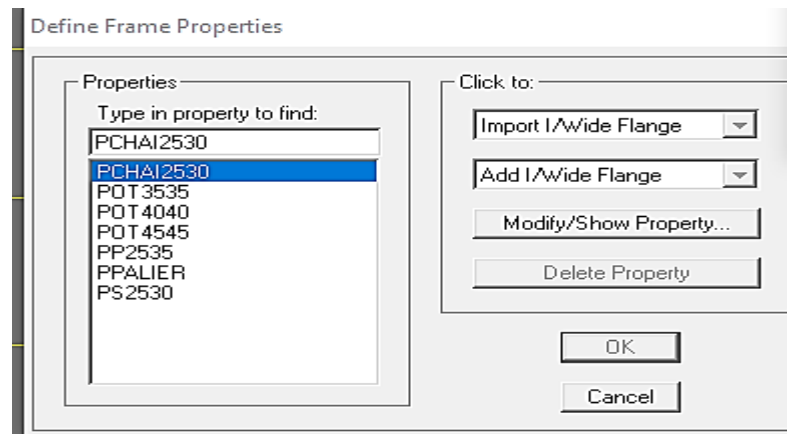 Define Frame Properties
Properties
Type in property to find:
PCHAI2530
PCHAI2530
POT3535
POT4040
POT4545
PP2535
PPALIER
PS2530
Click to:
Import I/Wide Flange
Add I/Wide Flange
Modify/Show Property...
Delete Property
OK
Cancel